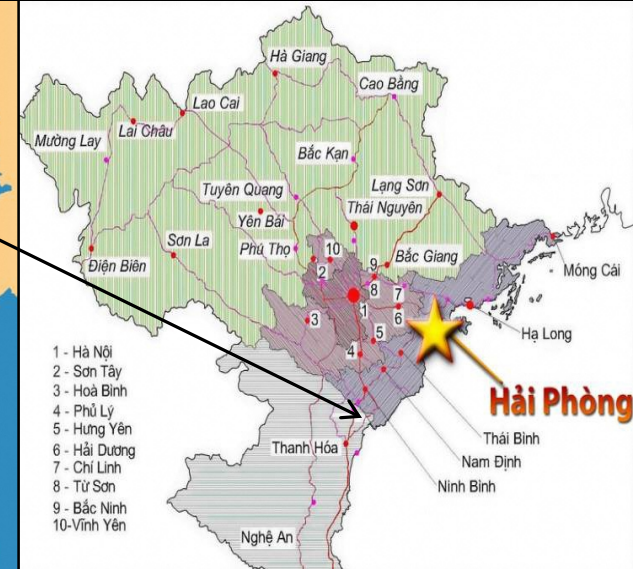 Hà Giang
Cao Bằng
Lao Cai
Lai Châu
Mường Lay
Bắc Kạn
Tuyên Quang
Lạng Sơn
Yên Bái
Thái Nguyên
Sơn La
Phú Thọ
10
Bắc Giang
Điện Biên
9
2
8
7
Móng Cái
1
6
3
Hạ Long
5
4
1 - Hà Nội
2 - Sơn Tây
3 - Hoà Bình
4 - Phủ Lý
5 - Hưng Yên
6 - Hải Dương
7 - Chí Linh
8 - Từ Sơn
9 - Bắc Ninh
10-Vĩnh Yên
Hải Phòng
Thái Bình
Thanh Hóa
Nam Định
Ninh Bình
Nghệ An